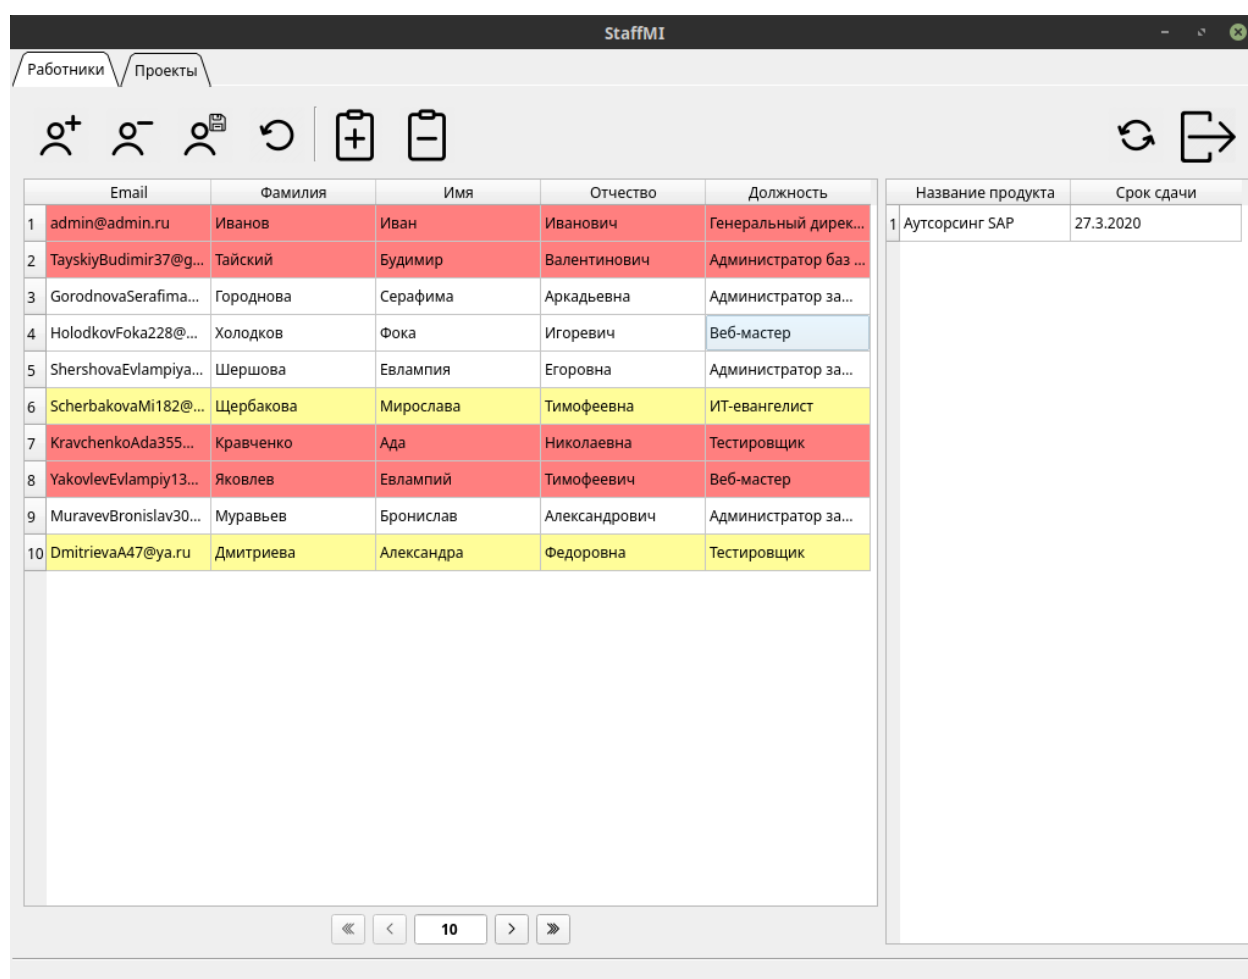 StaffMI
Работники Проекты
Email Фамилия Имя Отчество Должность Название продукта Срок сдачи
1 admin@admin.ru Иванов Иван Иванович Генеральный дирек... 1 Аутсорсинг SAP 27.3.2020
2 TayskiyBudimir37@g... Тайский Будимир Валентинович Администратор баз ...
3 GorodnovaSerafima... Городнова Серафима Аркадьевна Администратор за...
4 HolodkovFoka228@... Холодков Фока Игоревич Веб-мастер
5 ShershovaEvlampiya... Шершова Евлампия Егоровна Администратор за...
6 ScherbakovaMi182@... Щербакова Мирослава Тимофеевна ИТ-евангелист
7 KravchenkoAda355... Кравченко Ада Николаевна Тестировщик
8 YakovlevEvlampiy13... Яковлев Евлампий Тимофеевич Веб-мастер
9 MuravevBronislav30... Муравьев Бронислав Александрович Администратор за...
10 DmitrievaA47@ya.ru Дмитриева Александра Федоровна Тестировщик
10